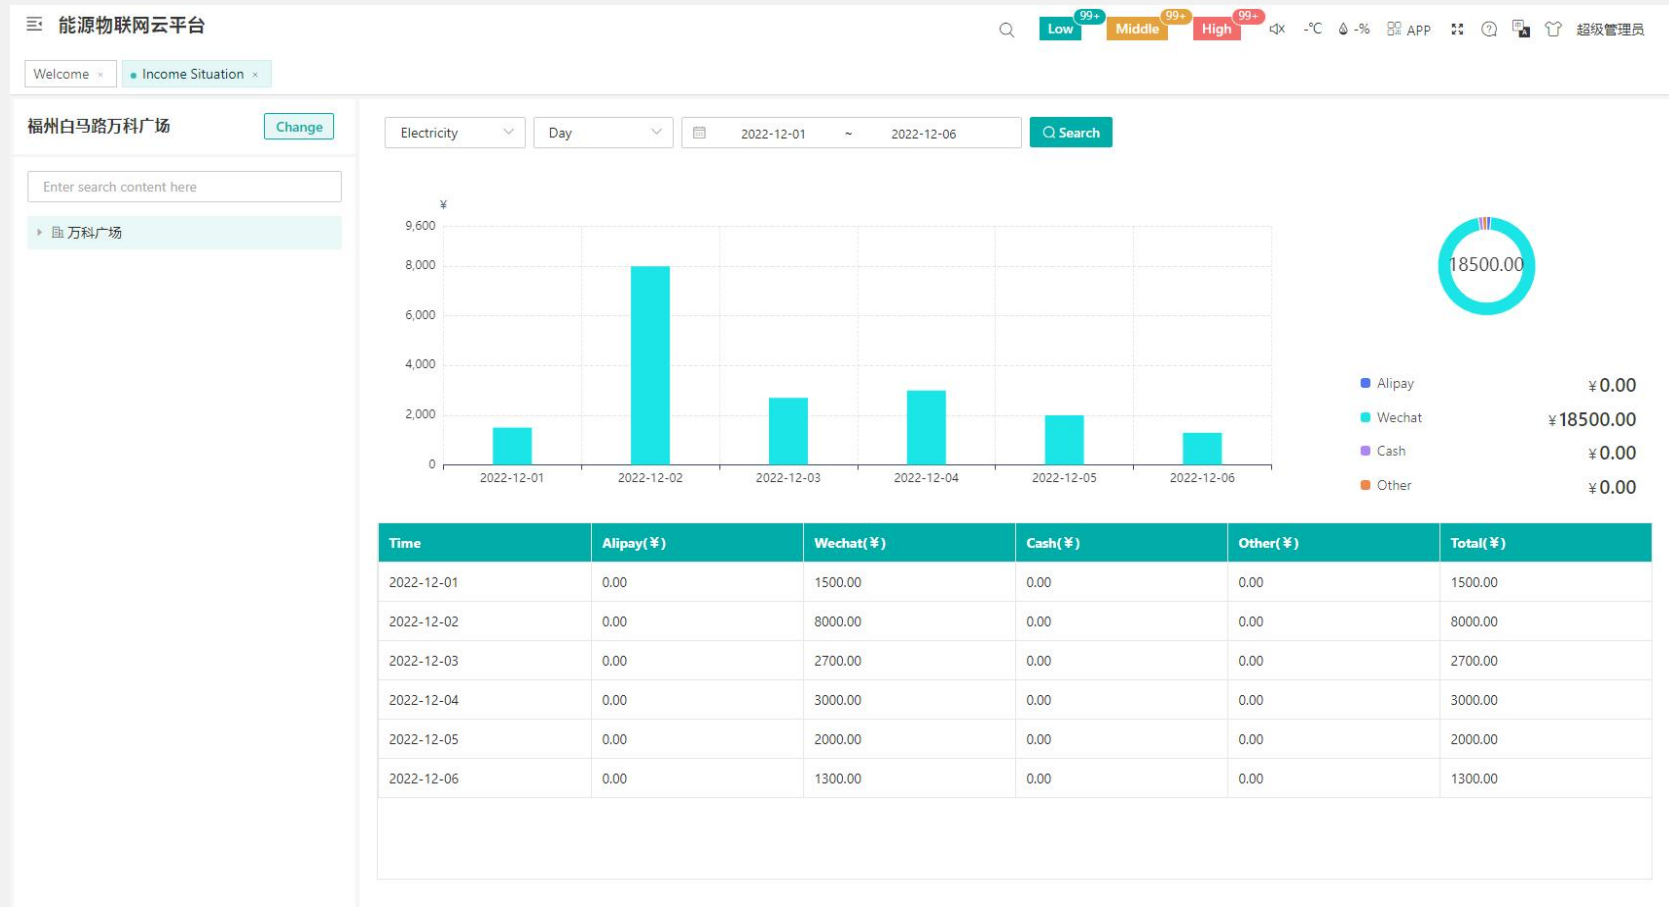 能源物联网云平台
Low 99+ Middle 99+ High 99+ -℃ -% APP 超级管理员
Welcome × Income Situation ×
福州白马路万科广场 Change
Electricity Day 2022-12-01 ~ 2022-12-06 Search
Enter search content here
万科广场
¥
9,600
8,000
6,000
4,000
2,000
0
2022-12-01 2022-12-02 2022-12-03 2022-12-04 2022-12-05 2022-12-06
18500.00
Alipay ¥0.00
Wechat ¥18500.00
Cash ¥0.00
Other ¥0.00
Time Alipay(¥) Wechat(¥) Cash(¥) Other(¥) Total(¥)
2022-12-01 0.00 1500.00 0.00 0.00 1500.00
2022-12-02 0.00 8000.00 0.00 0.00 8000.00
2022-12-03 0.00 2700.00 0.00 0.00 2700.00
2022-12-04 0.00 3000.00 0.00 0.00 3000.00
2022-12-05 0.00 2000.00 0.00 0.00 2000.00
2022-12-06 0.00 1300.00 0.00 0.00 1300.00